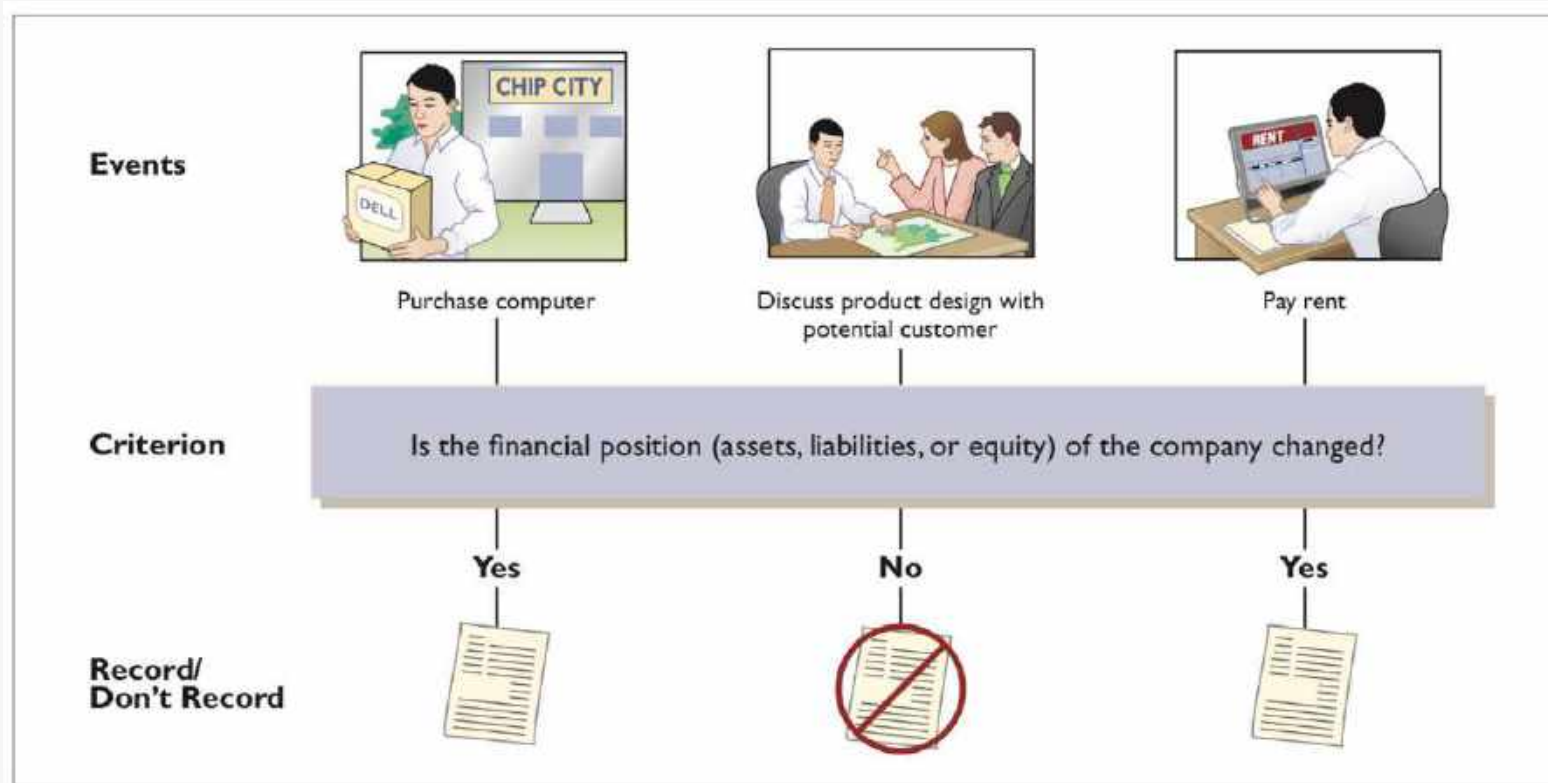 CHIP CITY
DELL
RENT
Events
Purchase computer
Discuss product design with
potential customer
Pay rent
Criterion
Is the financial position (assets, liabilities, or equity) of the company changed?
Yes
No
Yes
Record/
Don't Record